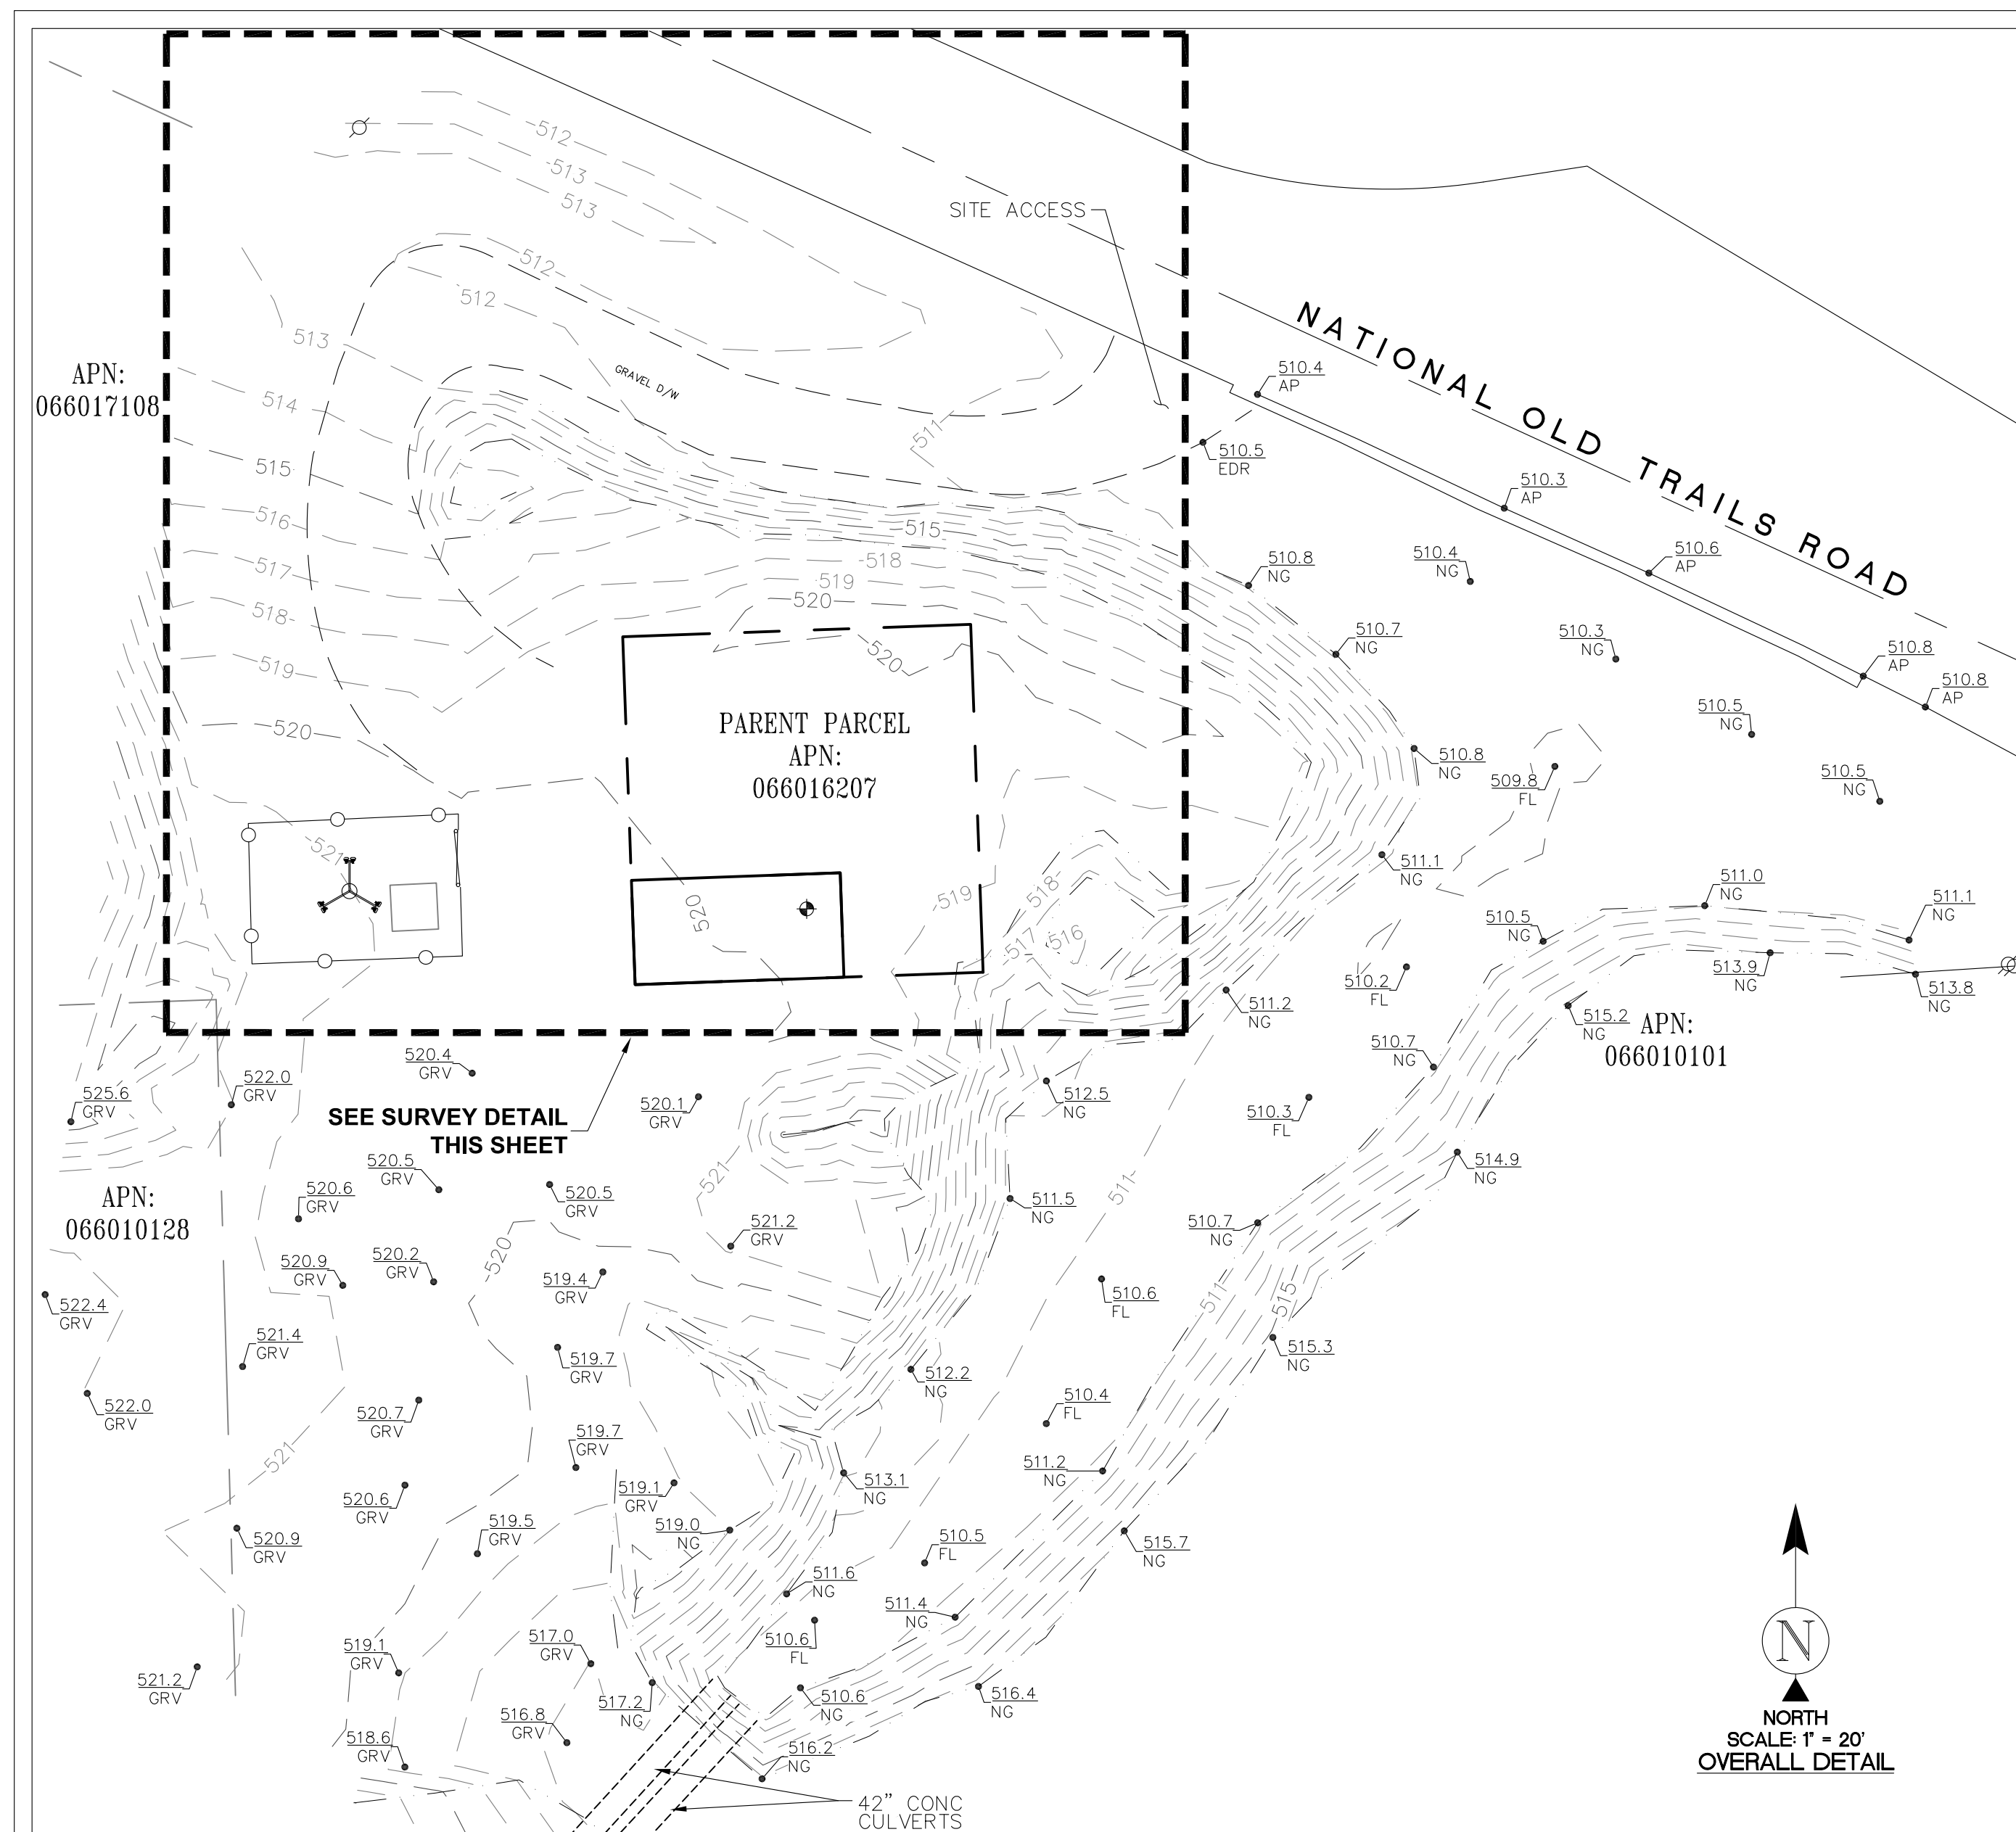 -512
-513
513
SITE ACCESS
-512-
512
513
GRAVEL D/W
NATIONAL OLD TRAILS ROAD
APN:
066017108
510.4
AP
514
-511
510.5
EDR
515-
510.3
AP
516
-515
517
-518
510.8
NG
510.4
NG
510.6
AP
518-
-519
-520
519
-520
510.7
NG
510.3
NG
510.8
AP
510.8
AP
-520
PARENT PARCEL
APN:
066016207
510.5
NG
510.8
NG
509.8
FL
510.5
NG
-521
511.1
NG
518-
-519
520
-517
-516
511.0
NG
510.5
NG
511.1
NG
513.9
NG
513.8
NG
510.2
FL
511.2
NG
515.2
NG
APN:
066010101
510.7
NG
520.4
GRV
525.6
GRV
522.0
GRV
SEE SURVEY DETAIL
THIS SHEET
520.1
GRV
512.5
NG
510.3
FL
APN:
066010128
520.5
GRV
520.6
GRV
520.5
GRV
-521
511-
514.9
NG
511.5
NG
510.7
NG
521.2
GRV
520.9
GRV
520.2
GRV
-520
519.4
GRV
510.6
FL
-511
515
522.4
GRV
521.4
GRV
519.7
GRV
515.3
NG
512.2
NG
522.0
GRV
520.7
GRV
510.4
FL
-521
519.7
GRV
511.2
NG
519.1
GRV
513.1
NG
520.6
GRV
520.9
GRV
519.5
GRV
519.0
NG
510.5
FL
515.7
NG
511.6
NG
511.4
NG
510.6
FL
519.1
GRV
517.0
GRV
521.2
GRV
517.2
NG
510.6
NG
516.4
NG
516.8
GRV
518.6
GRV
516.2
NG
42" CONC
CULVERTS
N
NORTH
SCALE: 1" = 20'
OVERALL DETAIL